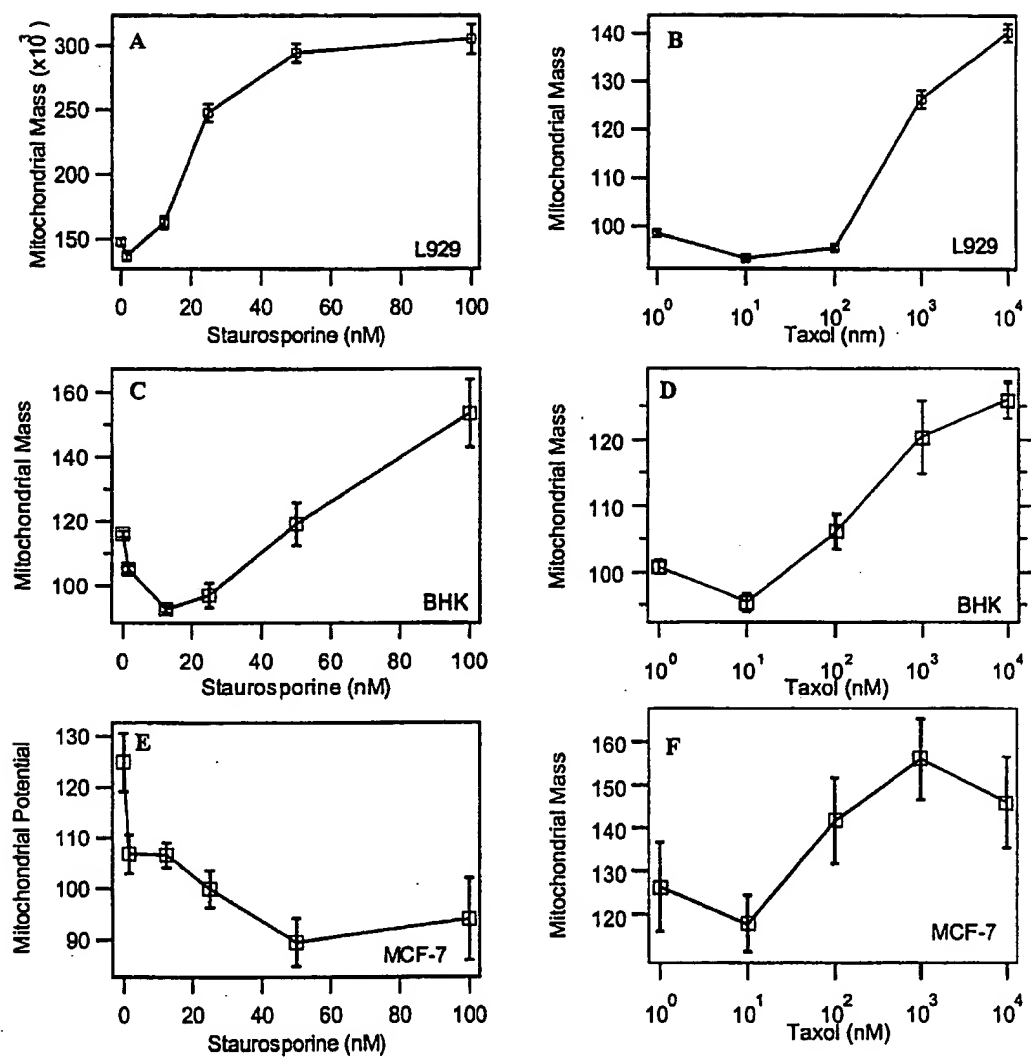 A
Mitochondrial Mass (x10³)
300
250
200
150
L929
0 20 40 60 80 100
Staurosporine (nM)
B
Mitochondrial Mass
140
130
120
110
100
L929
10⁰ 10¹ 10² 10³ 10⁴
Taxol (nm)
C
Mitochondrial Mass
160
140
120
100
BHK
0 20 40 60 80 100
Staurosporine (nM)
D
Mitochondrial Mass
120
110
100
BHK
10⁰ 10¹ 10² 10³ 10⁴
Taxol (nM)
E
Mitochondrial Potential
130
120
110
100
90
MCF-7
0 20 40 60 80 100
Staurosporine (nM)
F
Mitochondrial Mass
160
150
140
130
120
MCF-7
10⁰ 10¹ 10² 10³ 10⁴
Taxol (nM)